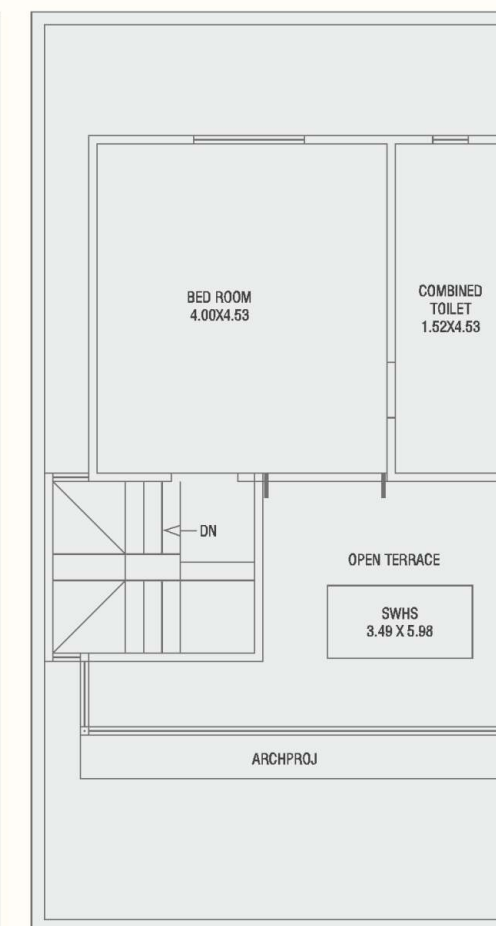 BED ROOM
4.00X4.53
COMBINED
TOILET
1.52X4.53
DN
OPEN TERRACE
SWHS
3.49 X 5.98
ARCHPROJ